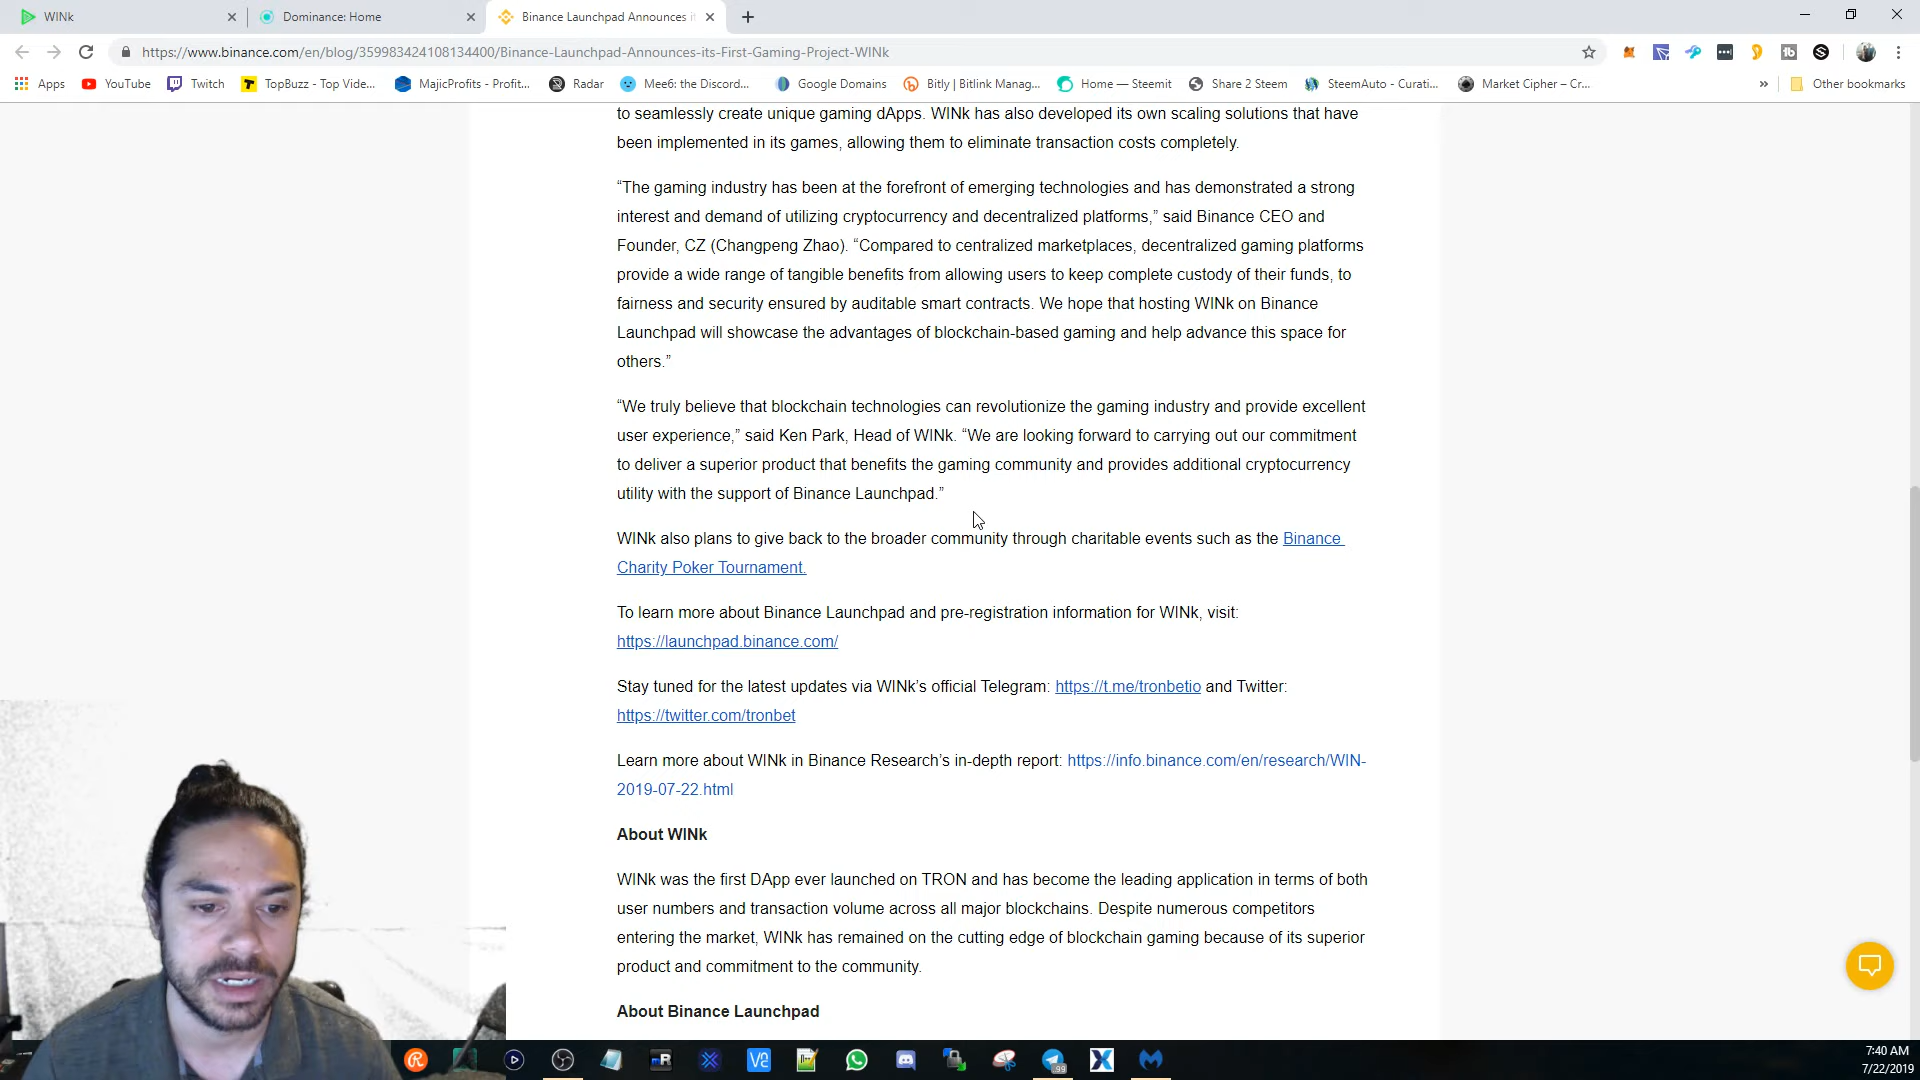 WINk
Dominance: Home
Binance Launchpad Announces it
https://www.binance.com/en/blog/359983424108134400/Binance-Launchpad-Announces-its-First-Gaming-Project-WINk
Apps
YouTube
Twitch
TopBuzz - Top Vide...
MajicProfits - Profit...
Radar
Mee6: the Discord...
Google Domains
Bitly | Bitlink Manag...
Home — Steemit
Share 2 Steem
SteemAuto - Curati...
Market Cipher – Cr...
»
Other bookmarks
to seamlessly create unique gaming dApps. WINk has also developed its own scaling solutions that have
been implemented in its games, allowing them to eliminate transaction costs completely.
“The gaming industry has been at the forefront of emerging technologies and has demonstrated a strong
interest and demand of utilizing cryptocurrency and decentralized platforms,” said Binance CEO and
Founder, CZ (Changpeng Zhao). “Compared to centralized marketplaces, decentralized gaming platforms
provide a wide range of tangible benefits from allowing users to keep complete custody of their funds, to
fairness and security ensured by auditable smart contracts. We hope that hosting WINk on Binance
Launchpad will showcase the advantages of blockchain-based gaming and help advance this space for
others.”
“We truly believe that blockchain technologies can revolutionize the gaming industry and provide excellent
user experience,” said Ken Park, Head of WINk. “We are looking forward to carrying out our commitment
to deliver a superior product that benefits the gaming community and provides additional cryptocurrency
utility with the support of Binance Launchpad.”
WINk also plans to give back to the broader community through charitable events such as the Binance
Charity Poker Tournament.
To learn more about Binance Launchpad and pre-registration information for WINk, visit:
https://launchpad.binance.com/
Stay tuned for the latest updates via WINk’s official Telegram: https://t.me/tronbetio and Twitter:
https://twitter.com/tronbet
Learn more about WINk in Binance Research’s in-depth report: https://info.binance.com/en/research/WIN-
2019-07-22.html
About WINk
WINk was the first DApp ever launched on TRON and has become the leading application in terms of both
user numbers and transaction volume across all major blockchains. Despite numerous competitors
entering the market, WINk has remained on the cutting edge of blockchain gaming because of its superior
product and commitment to the community.
About Binance Launchpad
7:40 AM
7/22/2019